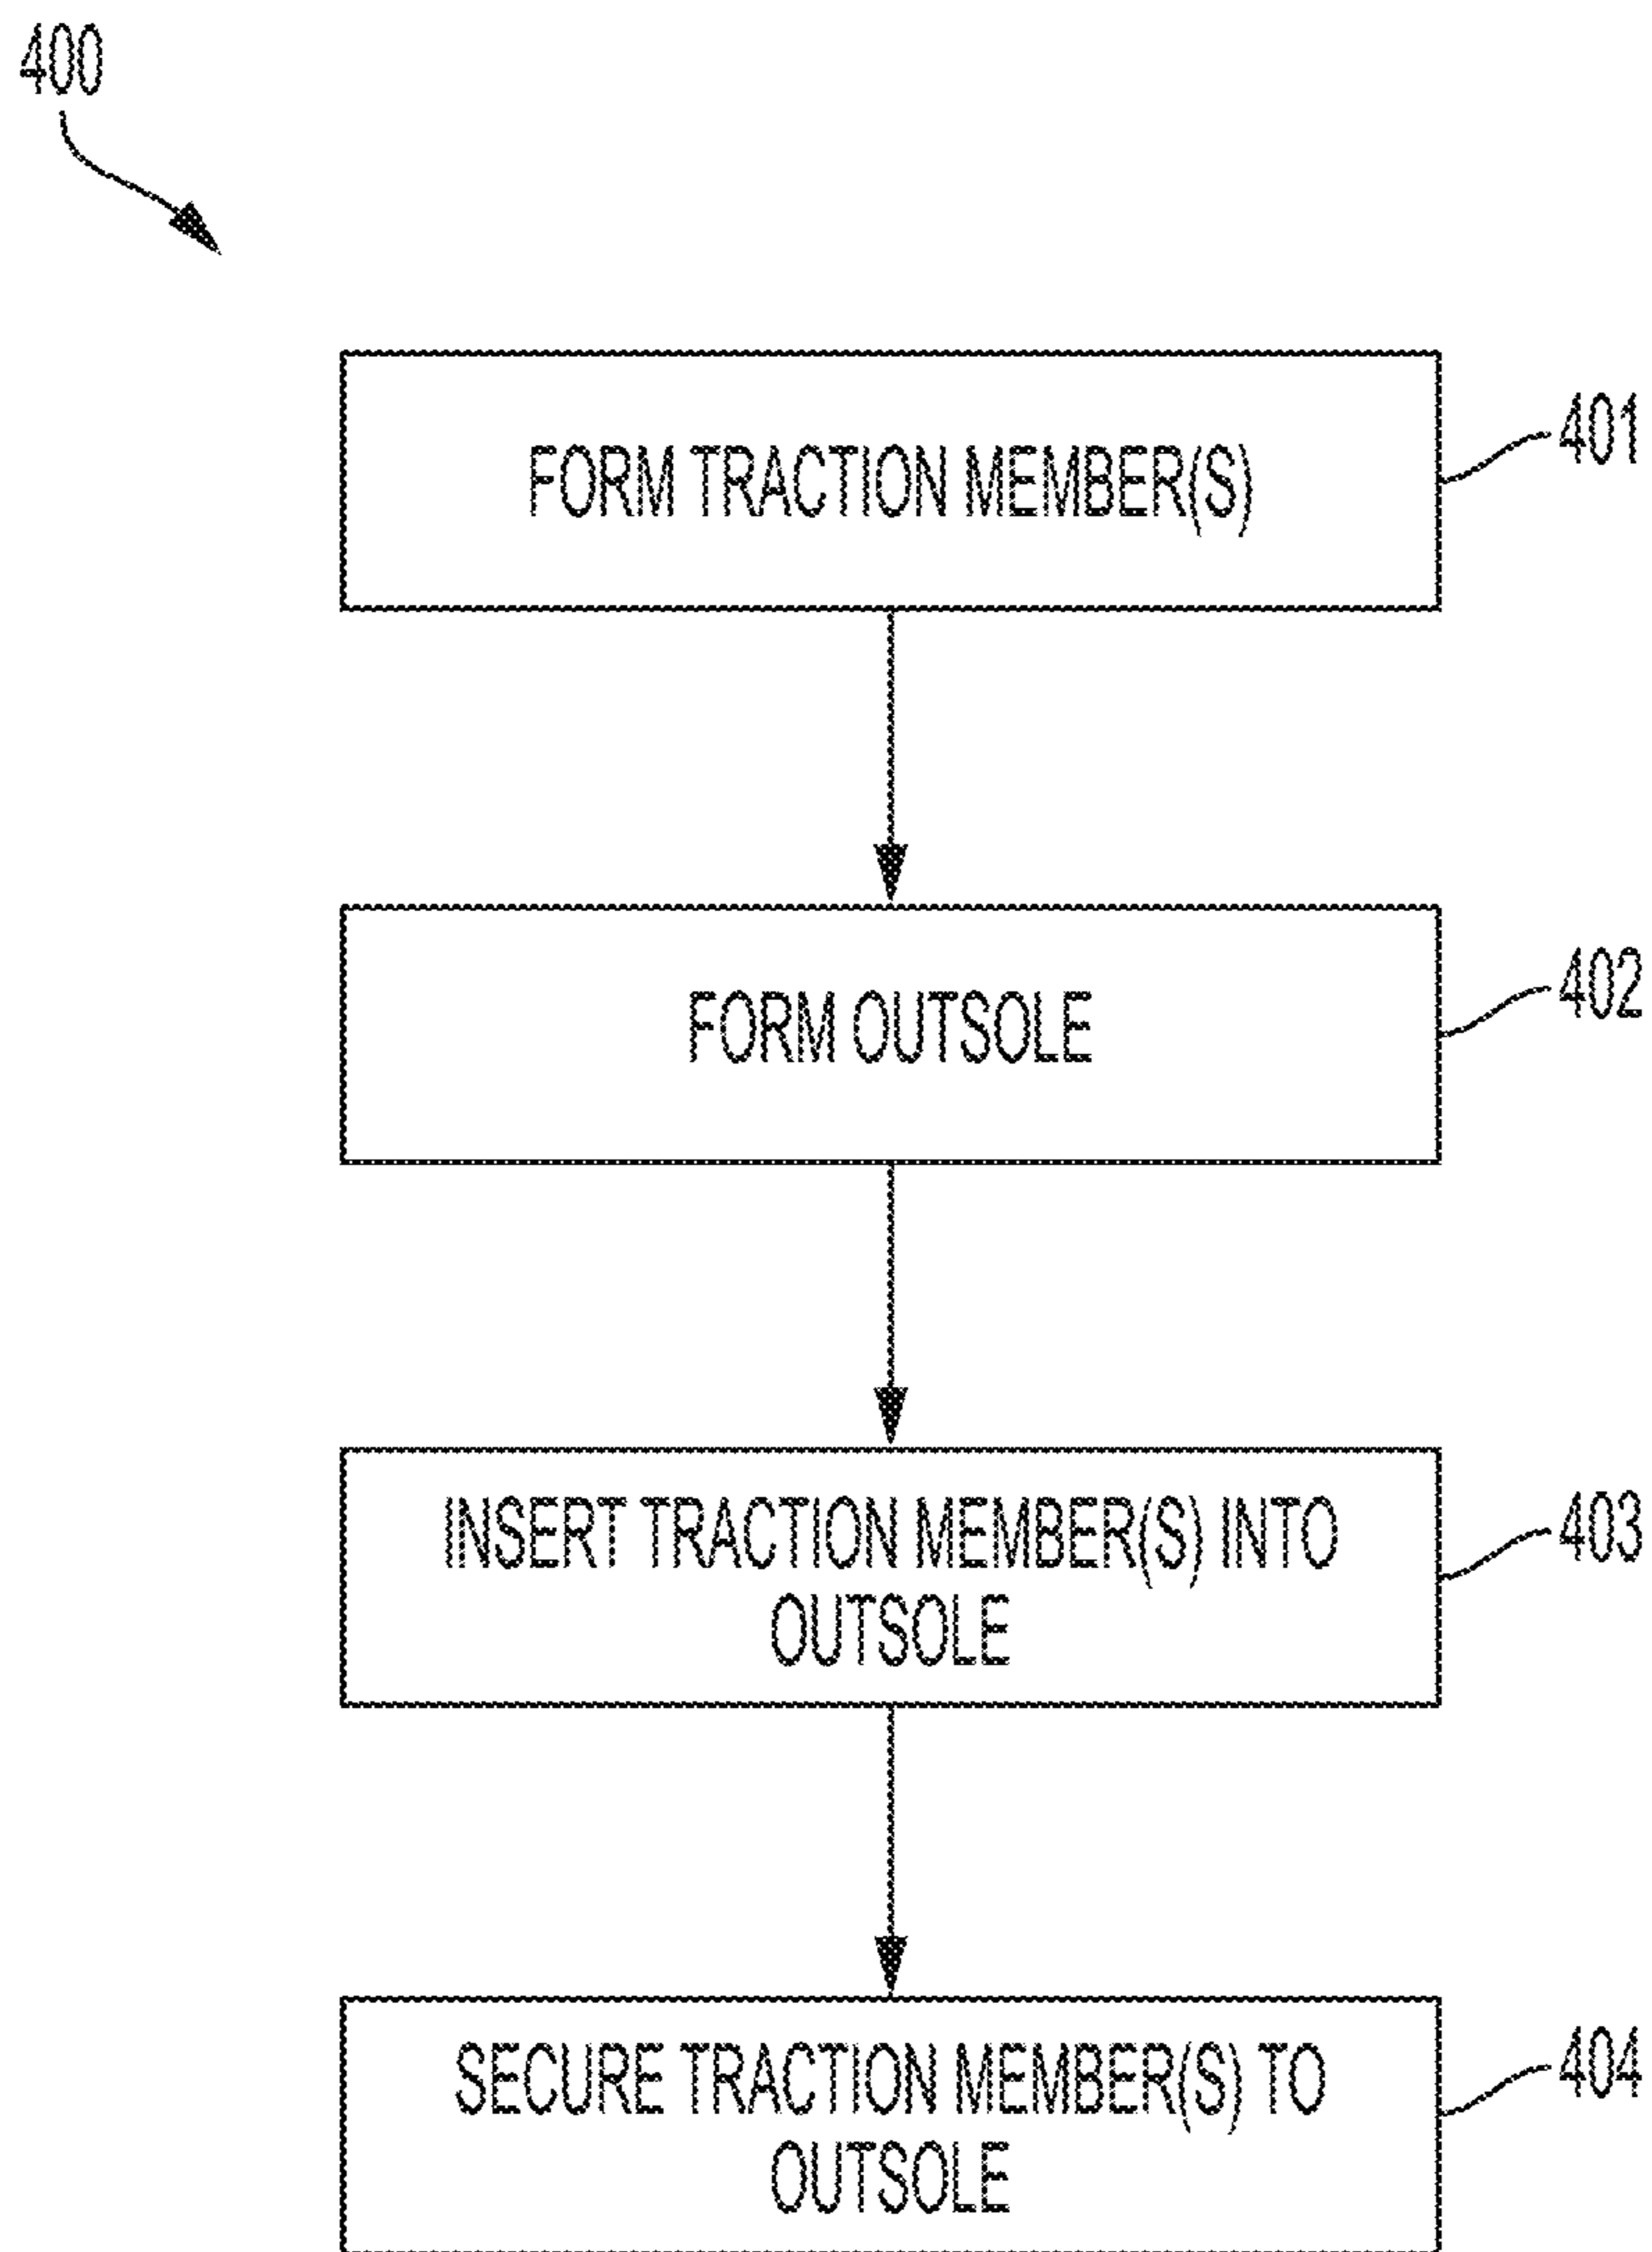 400
FORM TRACTION MEMBER(S)
401
FORM OUTSOLE
402
INSERT TRACTION MEMBER(S) INTO
OUTSOLE
403
SECURE TRACTION MEMBER(S) TO
OUTSOLE
404